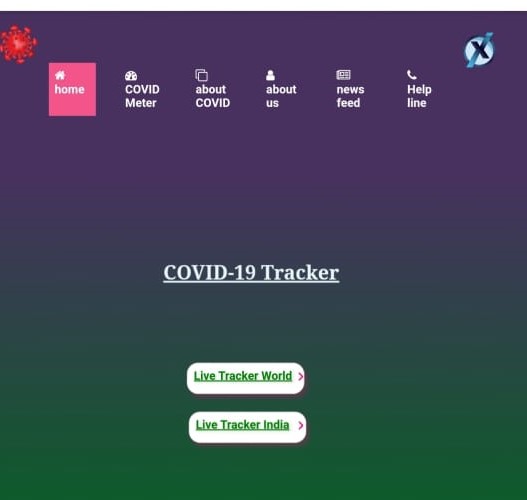 X
home
COVID
Meter
about
COVID
about
us
news
feed
Help
line
COVID-19 Tracker
Live Tracker World
Live Tracker India